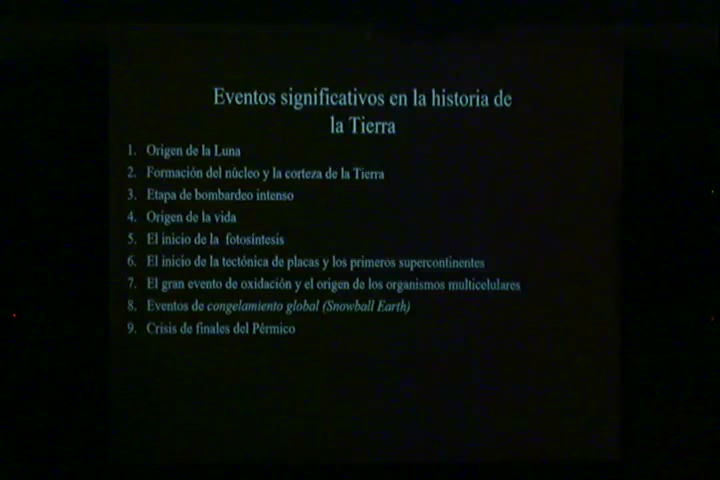 Eventos significativos en la historia de
la Tierra
1. Origen de la Luna
2. Formación del núcleo y la corteza de la Tierra
3. Etapa de bombardeo intenso
4. Origen de la vida
5. El inicio de la fotosíntesis
6. El inicio de la tectónica de placas y los primeros supercontinentes
7. El gran evento de oxidación y el origen de los organismos multicelulares
8. Eventos de congelamiento global (Snowball Earth)
9. Crisis de finales del Pérmico